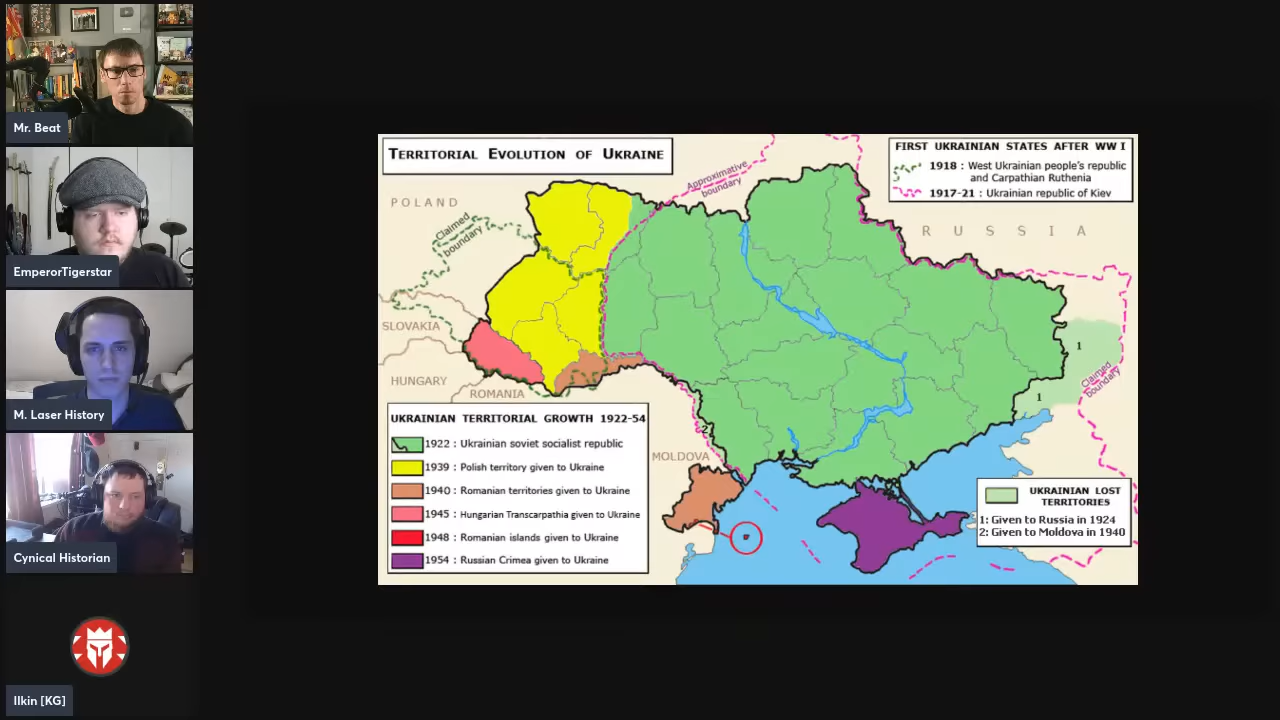 Mr. Beat
EmperorTigerstar
M. Laser History
Cynical Historian
Ilkin [KG]
TERRITORIAL EVOLUTION OF UKRAINE
FIRST UKRAINIAN STATES AFTER WW I
1918 : West Ukrainian people's republic
and Carpathian Ruthenia
1917-21 : Ukrainian republic of Kiev
Approximative
boundary
POLAND
Claimed
boundary
RUSSIA
SLOVAKIA
HUNGARY
ROMANIA
1
Claimed
boundary
1
UKRAINIAN TERRITORIAL GROWTH 1922-54
1922 : Ukrainian soviet socialist republic
1939 : Polish territory given to Ukraine
1940 : Romanian territories given to Ukraine
1945 : Hungarian Transcarpathia given to Ukraine
1948 : Romanian islands given to Ukraine
1954 : Russian Crimea given to Ukraine
2
MOLDOVA
UKRAINIAN LOST
TERRITORIES
1: Given to Russia in 1924
2: Given to Moldova in 1940